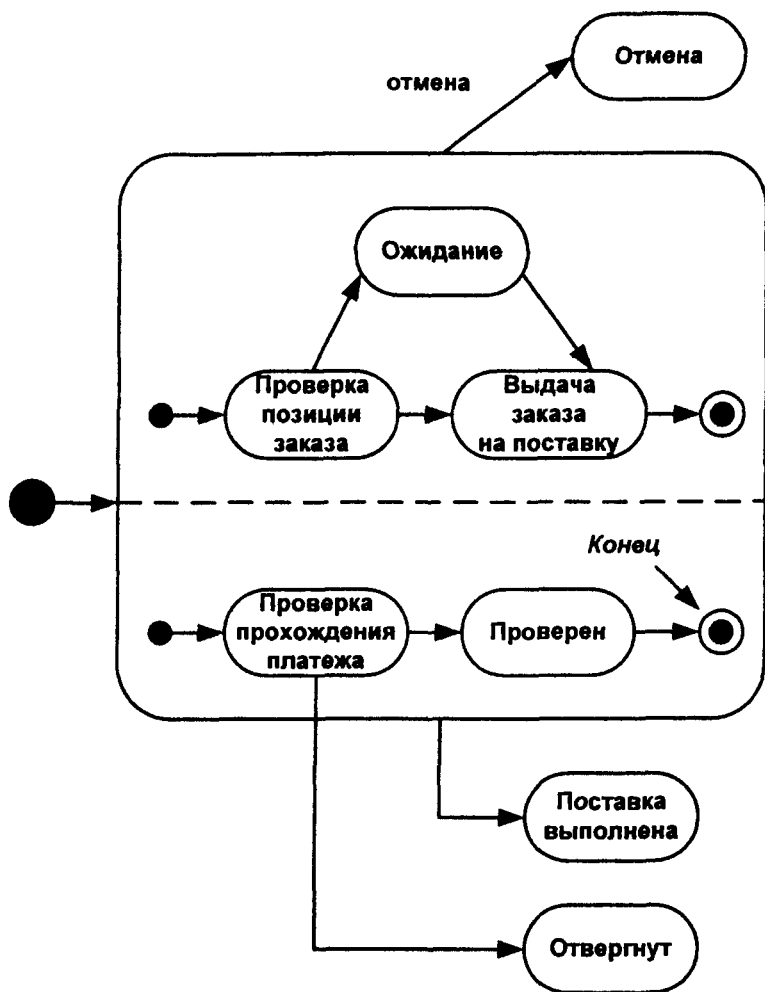 Отмена
отмена
Ожидание
Проверка
позиции
заказа
Выдача
заказа
на поставку
Конец
Проверка
прохождения
платежа
Проверен
Поставка
выполнена
Отвергнут